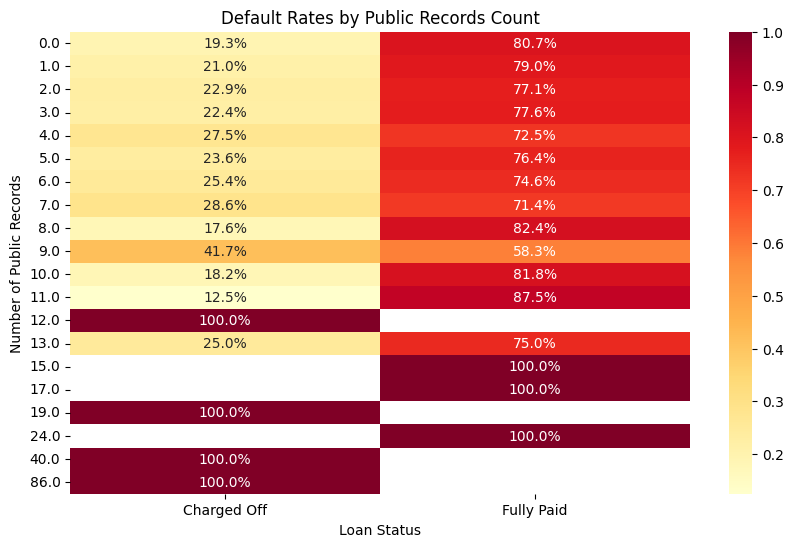 Default Rates by Public Records Count
Number of Public Records
0.0 19.3% 80.7%
1.0 21.0% 79.0%
2.0 22.9% 77.1%
3.0 22.4% 77.6%
4.0 27.5% 72.5%
5.0 23.6% 76.4%
6.0 25.4% 74.6%
7.0 28.6% 71.4%
8.0 17.6% 82.4%
9.0 41.7% 58.3%
10.0 18.2% 81.8%
11.0 12.5% 87.5%
12.0 100.0%
13.0 25.0% 75.0%
15.0 100.0%
17.0 100.0%
19.0 100.0%
24.0 100.0%
40.0 100.0%
86.0 100.0%
Charged Off Fully Paid
Loan Status
1.0
0.9
0.8
0.7
0.6
0.5
0.4
0.3
0.2